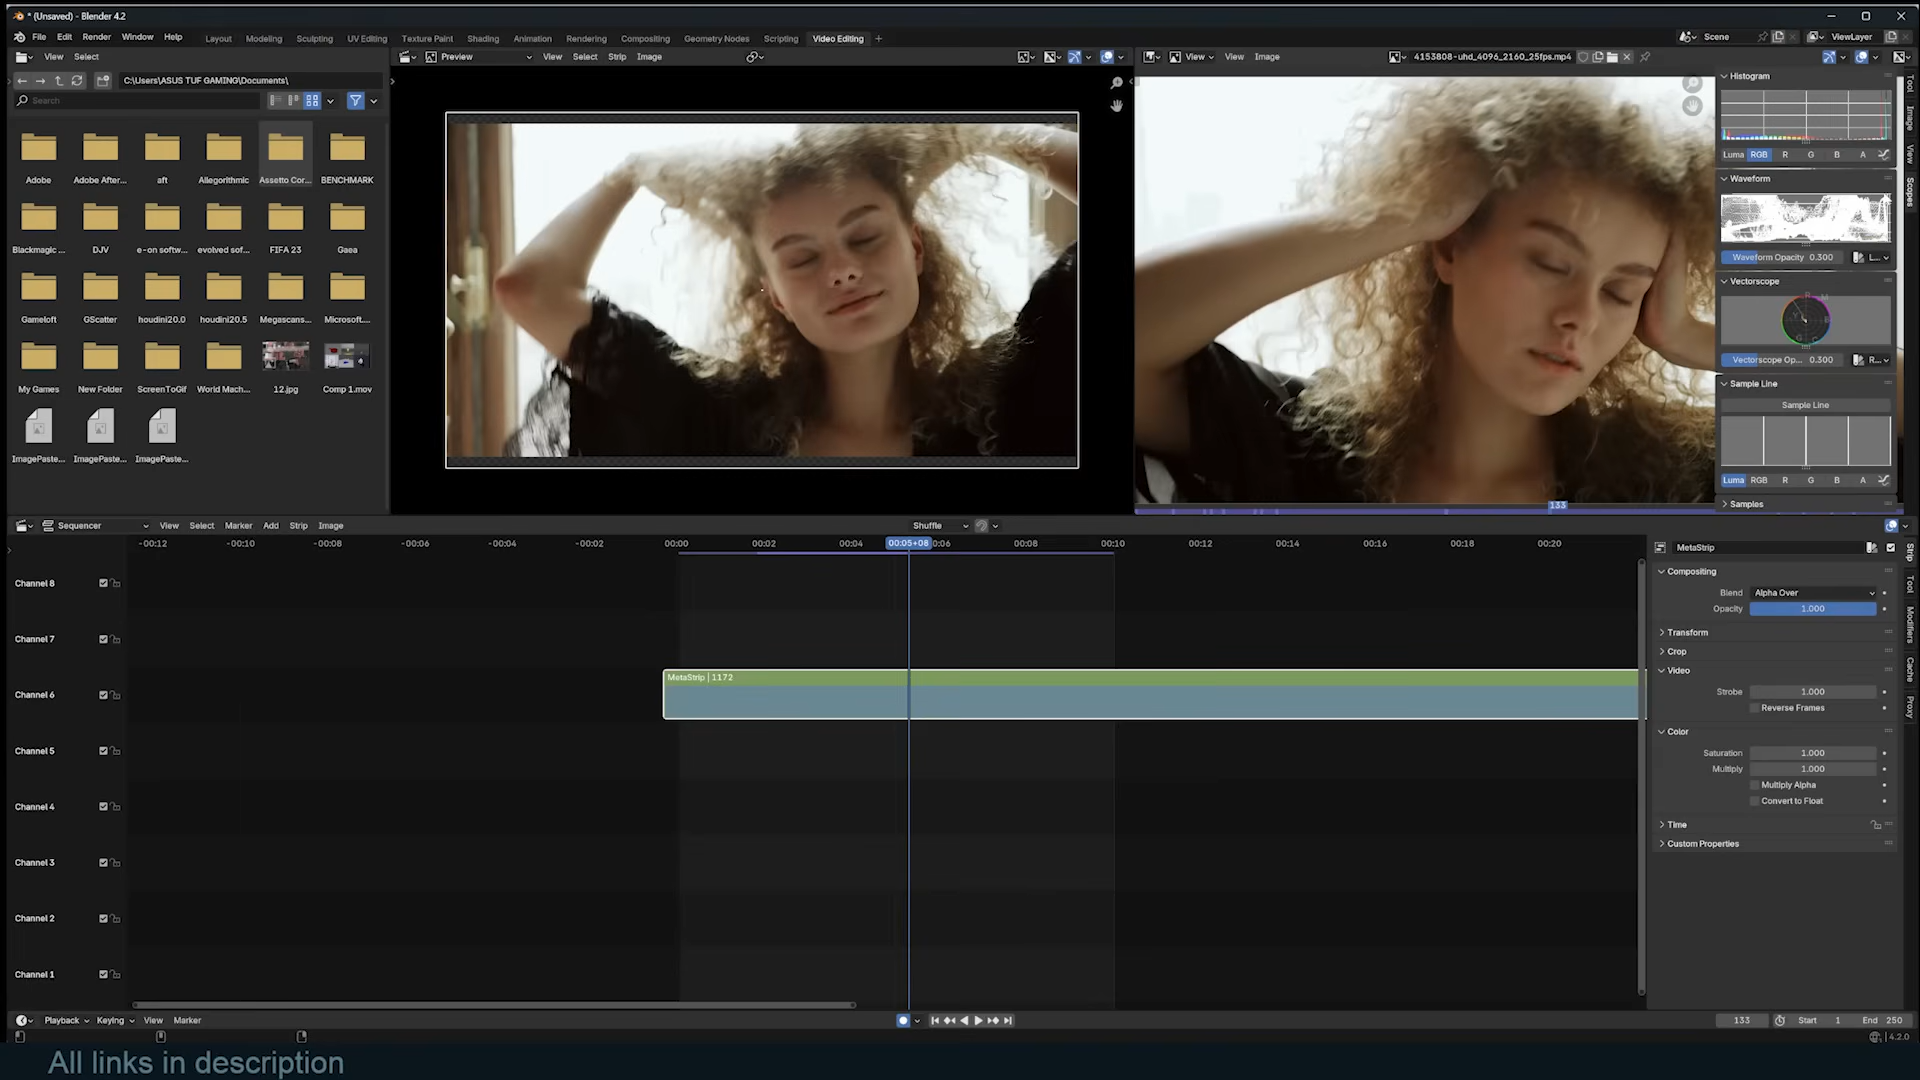 * (Unsaved) - Blender 4.2
File Edit Render Window Help
Layout Modeling Sculpting UV Editing Texture Paint Shading Animation Rendering Compositing Geometry Nodes Scripting Video Editing +
Scene
ViewLayer
View Select
Preview View Select Strip Image
View View Image
4153808-uhd_4096_2160_25fps.mp4
C:\Users\ASUS TUF GAMING\Documents\
Search
Adobe Adobe After... aft Allegorithmic Assetto Cor... BENCHMARK
Blackmagic ... DJV e-on softw... evolved sof... FIFA 23 Gaea
Gameloft GScatter houdini20.0 houdini20.5 Megascans... Microsoft....
My Games New Folder ScreenToGif World Mach... 12.jpg Comp 1.mov
ImagePaste... ImagePaste... ImagePaste...
Histogram
Luma RGB R G B A
Waveform
Waveform Opacity 0.300 L...
Vectorscope
Vectorscope Op... 0.300 R...
Sample Line
Sample Line
Luma RGB R G B A
Samples
Tool
Image
View
Scopes
133
Sequencer View Select Marker Add Strip Image
Shuffle
-00:12 -00:10 -00:08 -00:06 -00:04 -00:02 00:00 00:02 00:04 00:05+08 0:06 00:08 00:10 00:12 00:14 00:16 00:18 00:20
Channel 8
Channel 7
Channel 6
Channel 5
Channel 4
Channel 3
Channel 2
Channel 1
MetaStrip | 1172
MetaStrip
Compositing
Blend Alpha Over
Opacity 1.000
Transform
Crop
Video
Strobe 1.000
Reverse Frames
Color
Saturation 1.000
Multiply 1.000
Multiply Alpha
Convert to Float
Time
Custom Properties
Strip
Tool
Modifiers
Cache
Proxy
Playback Keying View Marker
133 Start 1 End 250
4.2.0
All links in description